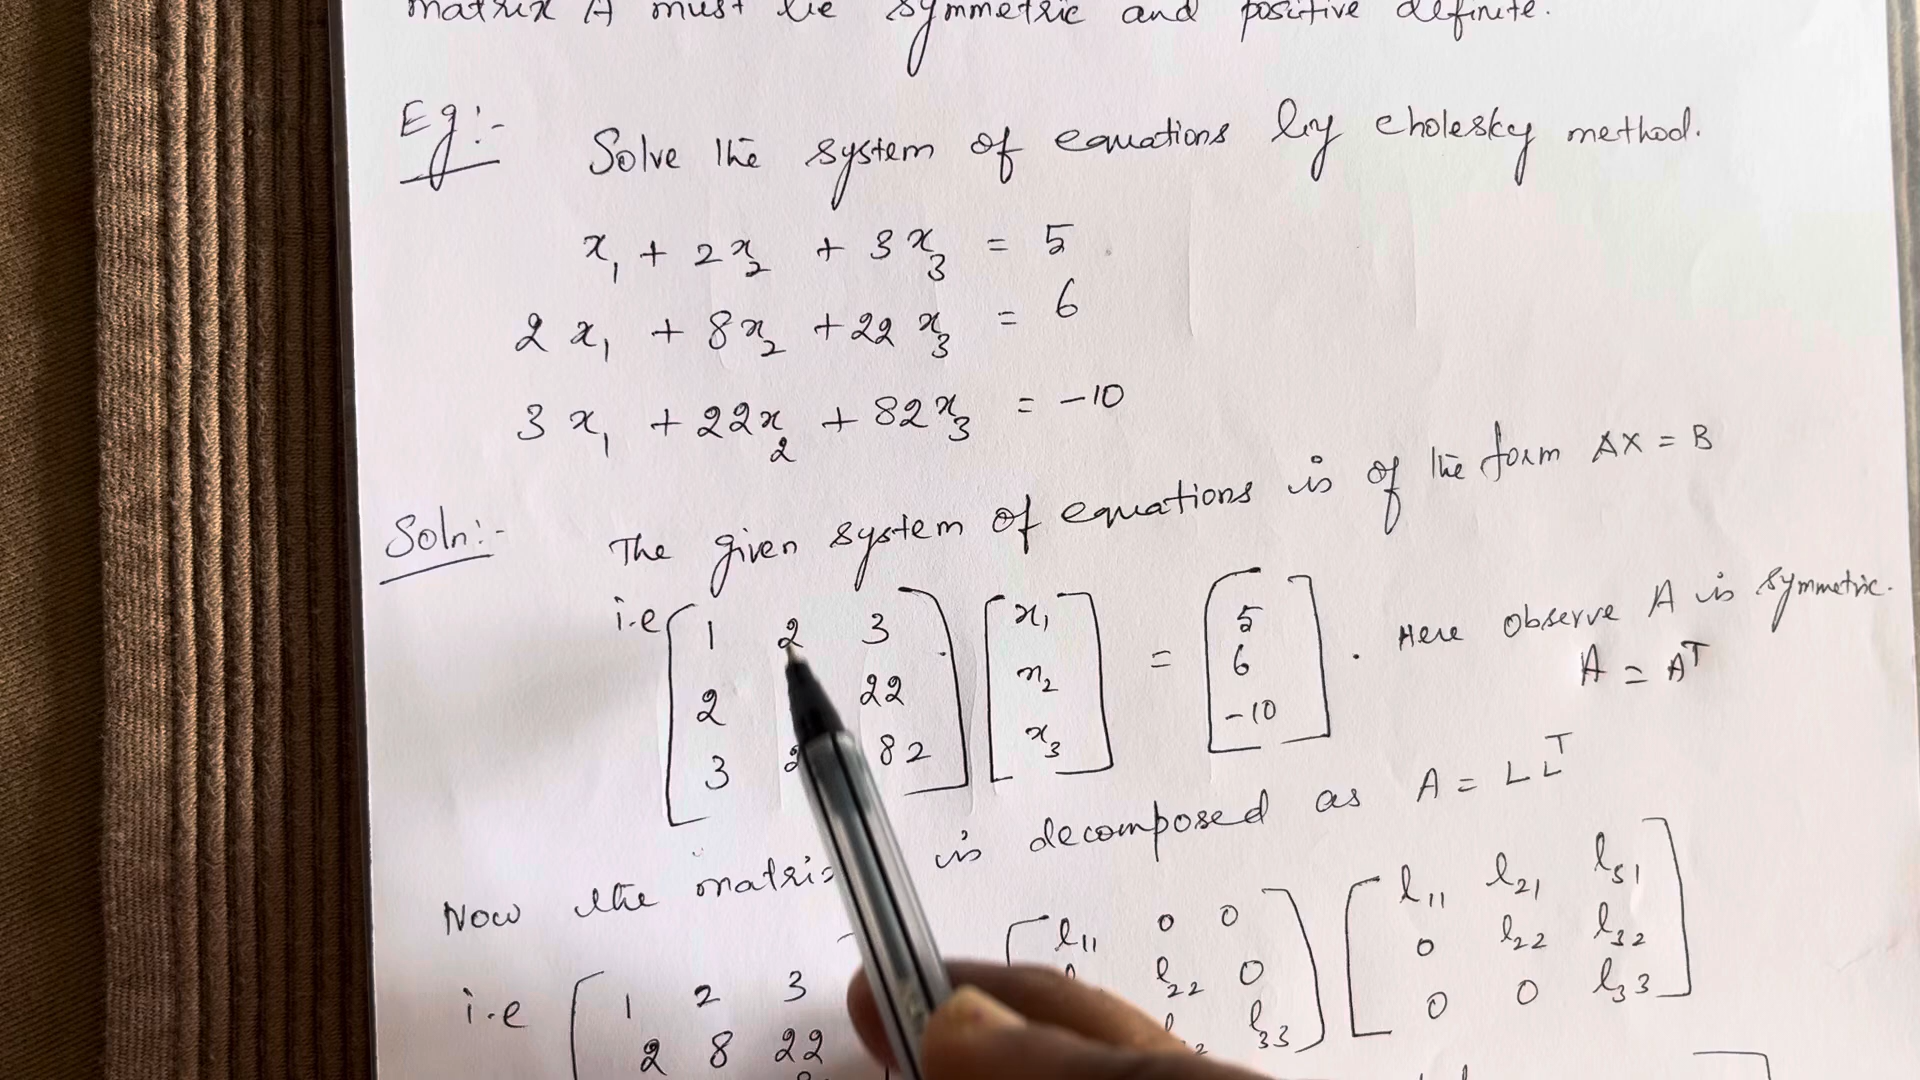 matrix A must be symmetric and positive definite.
Eg:- Solve the system of equations by cholesky method.
x₁ + 2x₂ + 3x₃ = 5
2x₁ + 8x₂ + 22x₃ = 6
3x₁ + 22x₂ + 82x₃ = -10
Soln:- The given system of equations is of the form AX = B
i.e [1 2 3] [x₁] = [5] . Here observe A is symmetric.
[2 22] [x₂] [6] A = Aᵀ
[3 82] [x₃] [-10]
Now the is decomposed as A = LLᵀ
i.e [1 2 3 [l₁₁ 0 0] [l₁₁ l₂₁ l₃₁]
2 8 22 l₂₂ 0] [0 l₂₂ l₃₂]
l₃₃] [0 0 l₃₃]